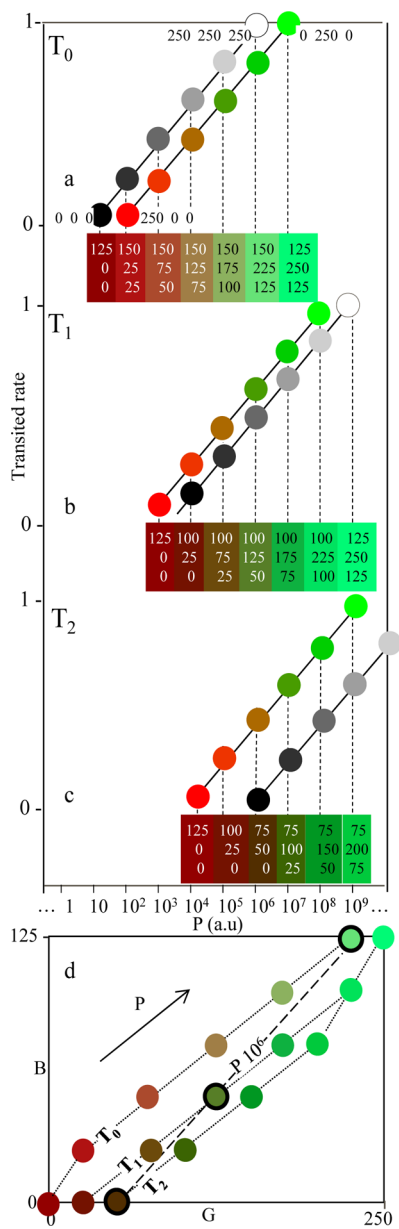 1
T0
250 250 250
0 250 0
a
0 0 0
250 0 0
0
125 150 150 150 150 150 125
0 25 75 125 175 225 250
0 25 50 75 100 125 125
1
T1
Transited rate
b
0
125 100 100 100 100 100 125
0 25 75 125 175 225 250
0 0 25 50 75 100 125
1
T2
c
0
125 100 75 75 75 75
0 25 50 100 150 200
0 0 0 25 50 75
... 1 10 10² 10³ 10⁴ 10⁵ 10⁶ 10⁷ 10⁸ 10⁹ ...
P (a.u)
125
d
P
B
P 10⁶
T0
T1
T2
0
0 G 250